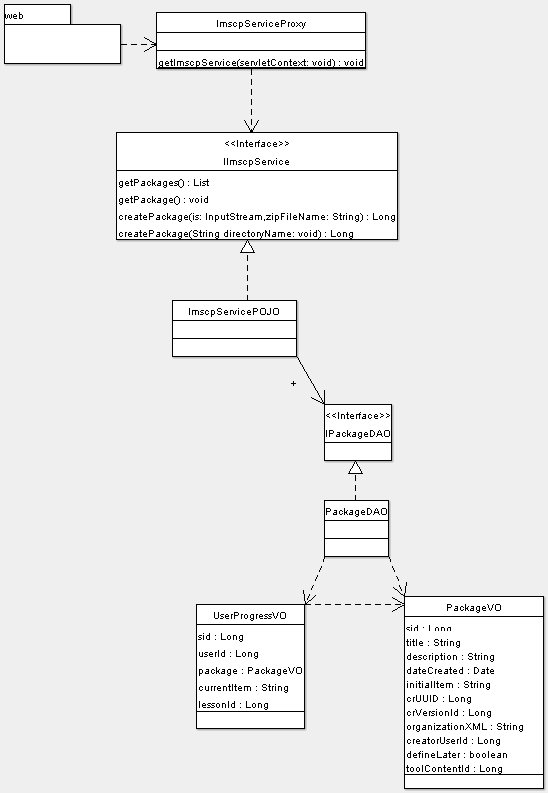 web
ImscpServiceProxy
getImscpService(servletContext: void) : void
<<Interface>>
IImscpService
getPackages() : List
getPackage() : void
createPackage(is: InputStream,zipFileName: String) : Long
createPackage(String directoryName: void) : Long
ImscpServicePOJO
+
<<Interface>>
IPackageDAO
PackageDAO
UserProgressVO
sid : Long
userId : Long
package : PackageVO
currentItem : String
lessonId : Long
PackageVO
sid : Long
title : String
description : String
dateCreated : Date
initialItem : String
crUUID : Long
crVersionId : Long
organizationXML : String
creatorUserId : Long
defineLater : boolean
toolContentId : Long